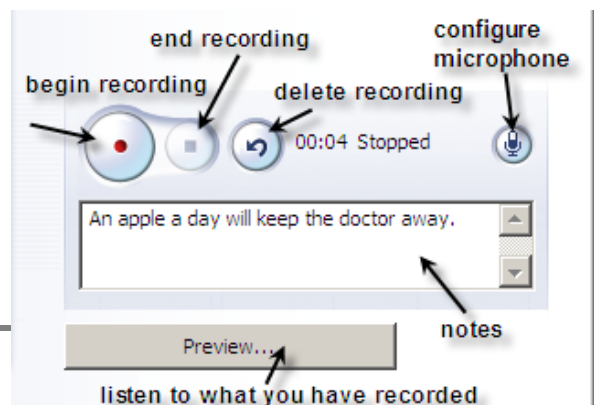 end recording
configure
microphone
begin recording
delete recording
00:04 Stopped
An apple a day will keep the doctor away.
notes
Preview...
listen to what you have recorded